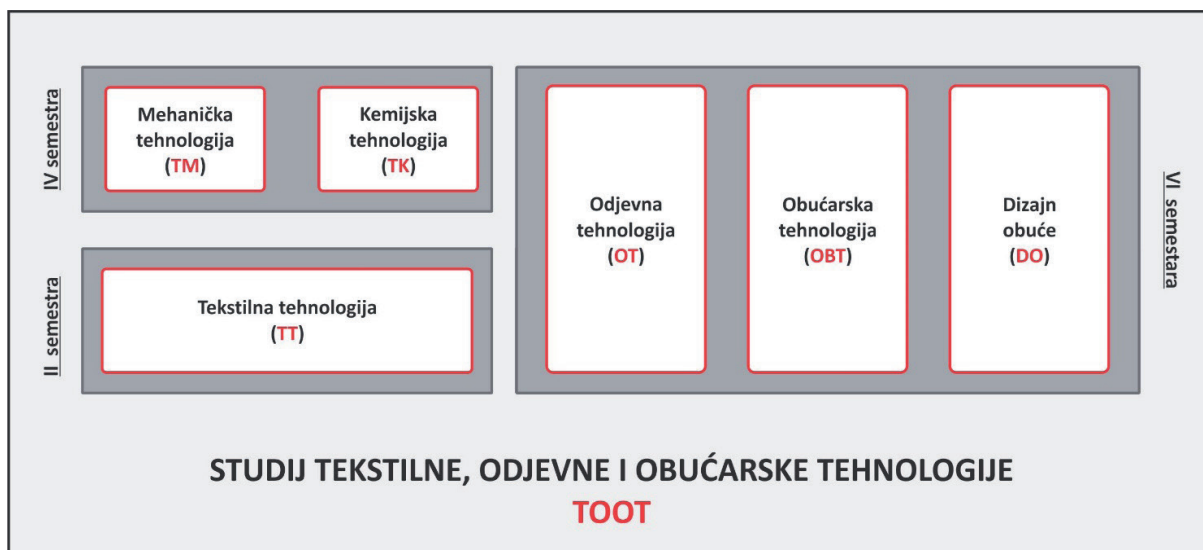 IV semestra
Mehanička
tehnologija
(TM)
Kemijska
tehnologija
(TK)
II semestra
Tekstilna tehnologija
(TT)
Odjevna
tehnologija
(OT)
Obućarska
tehnologija
(OBT)
Dizajn
obuće
(DO)
VI semestara
STUDIJ TEKSTILNE, ODJEVNE I OBUĆARSKE TEHNOLOGIJE
TOOT